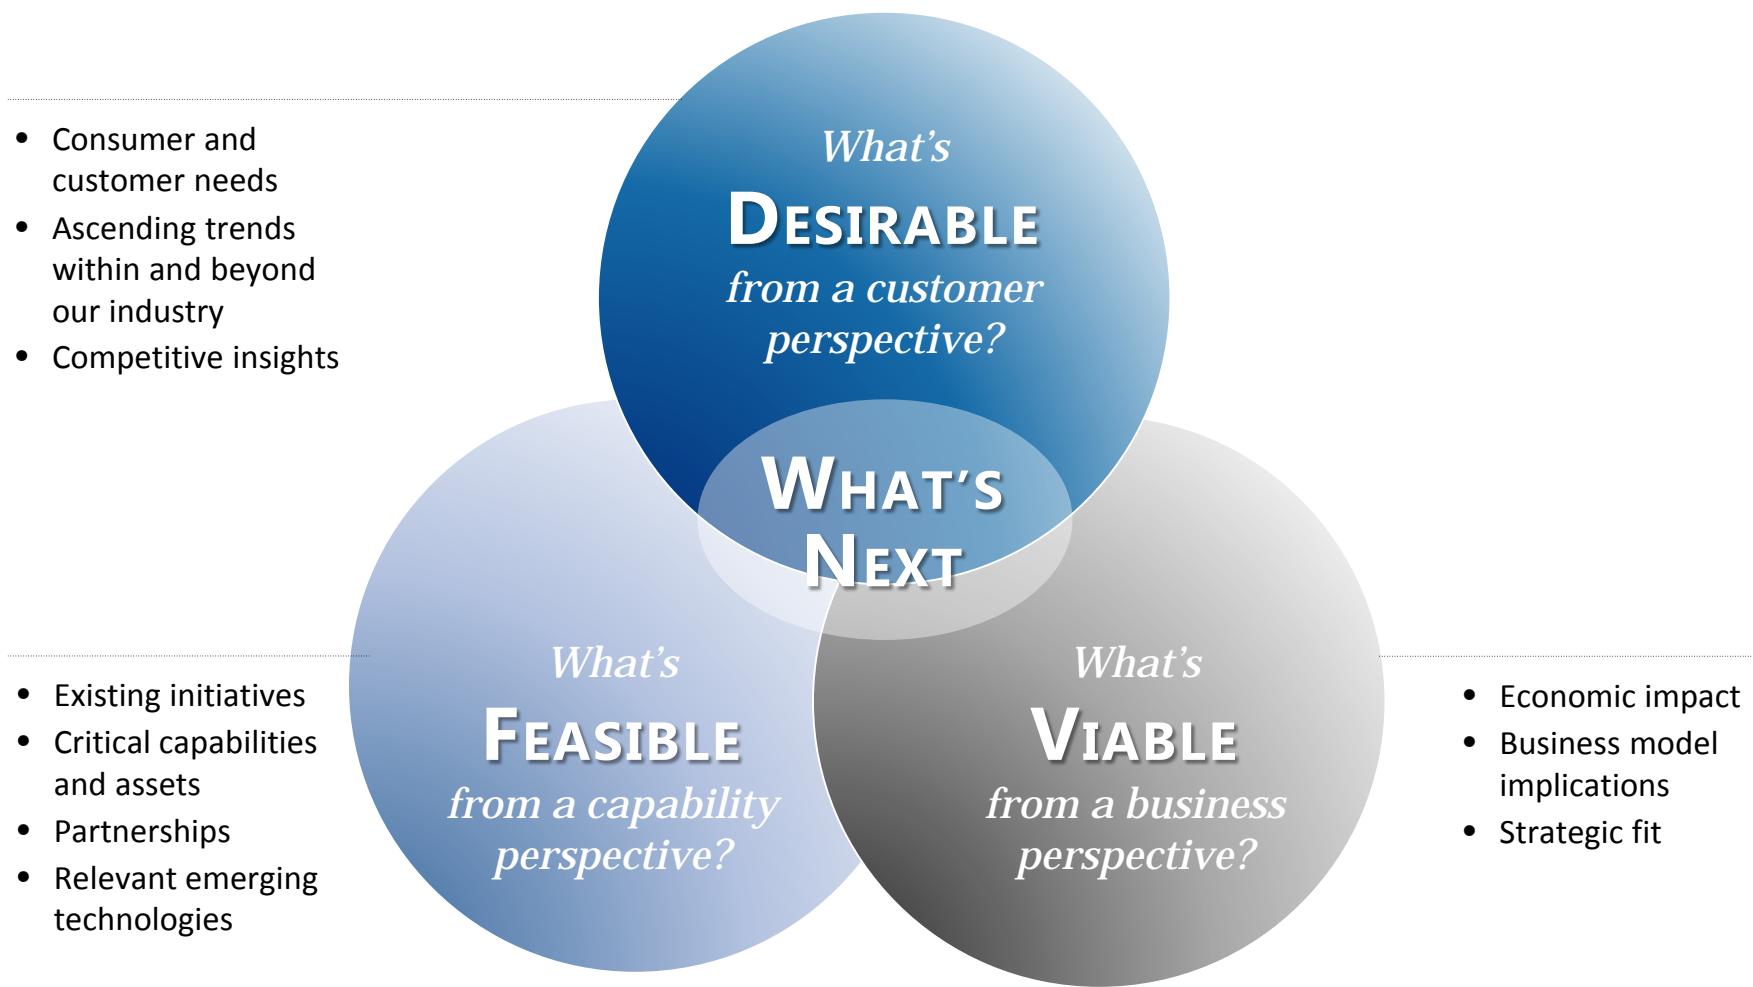 • Consumer and
customer needs
• Ascending trends
within and beyond
our industry
• Competitive insights
What's
DESIRABLE
from a customer
perspective?
WHAT'S
NEXT
• Existing initiatives
• Critical capabilities
and assets
• Partnerships
• Relevant emerging
technologies
What's
FEASIBLE
from a capability
perspective?
What's
VIABLE
from a business
perspective?
• Economic impact
• Business model
implications
• Strategic fit